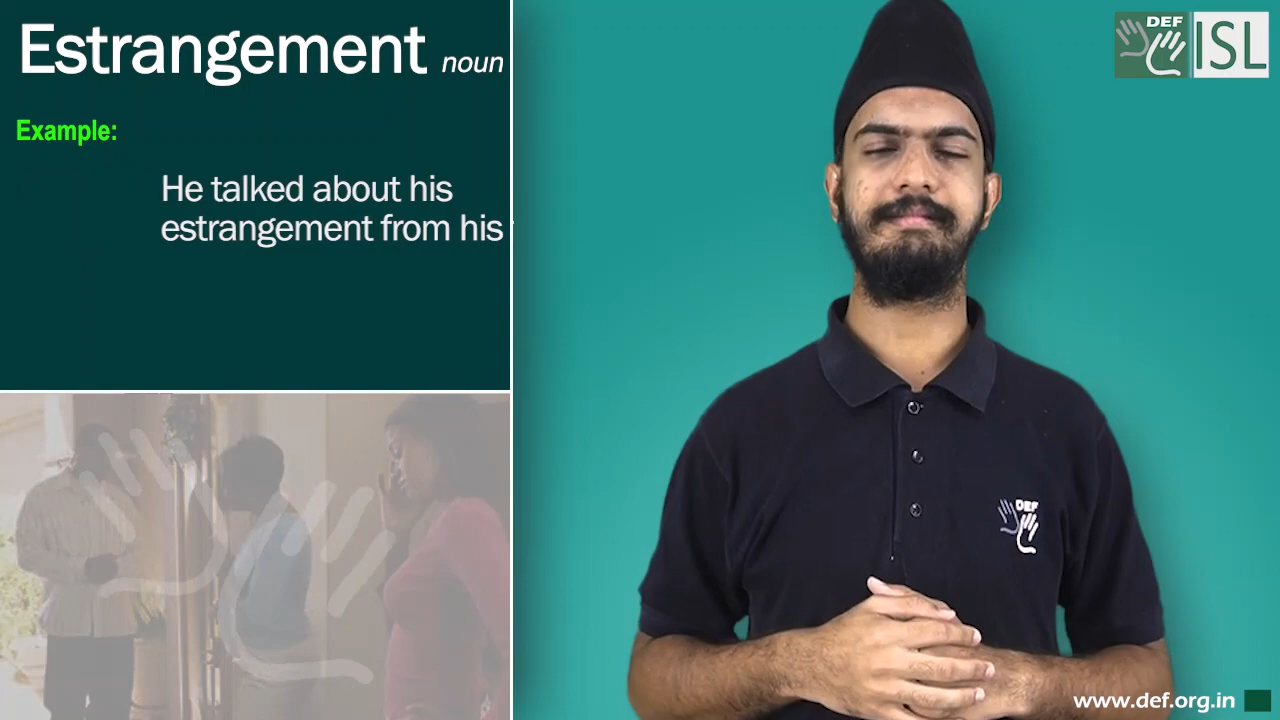 Estrangement noun
Example:
He talked about his
estrangement from his
DEF
ISL
DEF
www.def.org.in